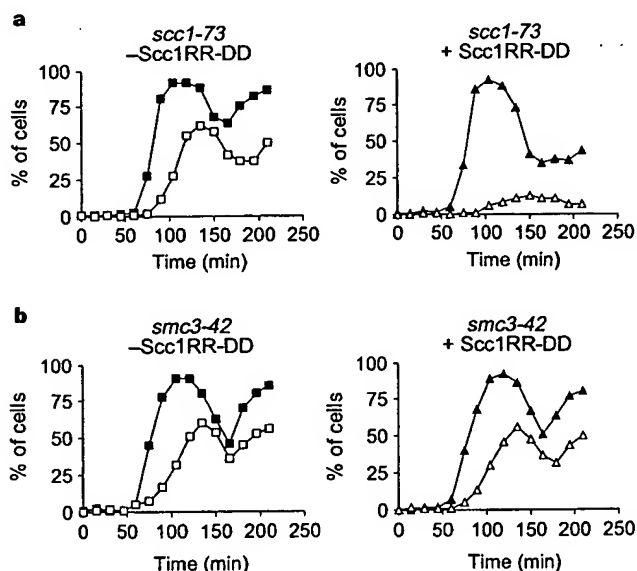 a
scc1-73
–Scc1RR-DD
scc1-73
+ Scc1RR-DD
% of cells
100
75
50
25
0
0 50 100 150 200 250
Time (min)
% of cells
100
75
50
25
0
0 50 100 150 200 250
Time (min)
b
smc3-42
–Scc1RR-DD
smc3-42
+ Scc1RR-DD
% of cells
100
75
50
25
0
0 50 100 150 200 250
Time (min)
% of cells
100
75
50
25
0
0 50 100 150 200 250
Time (min)